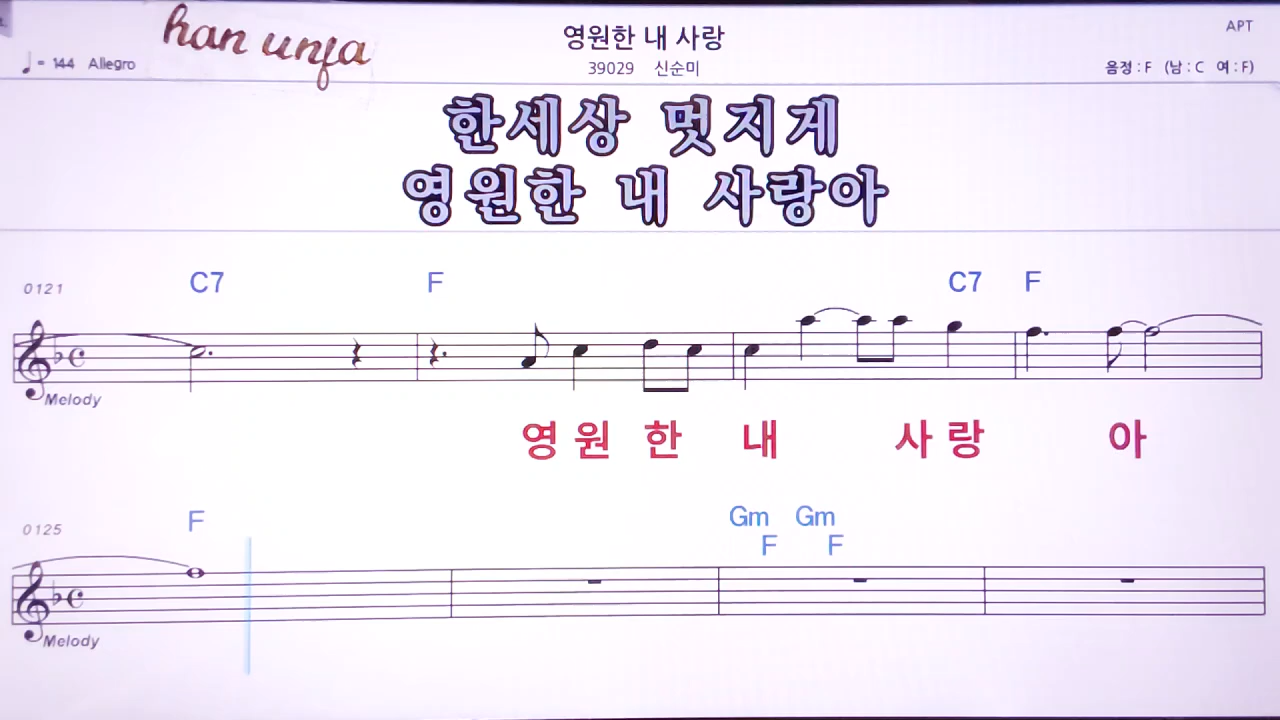 han unfa
영원한 내 사랑
APT
♩= 144 Allegro
39029 신순미
음정 : F (남 : C 여 : F)
한세상 멋지게
영원한 내 사랑아
0121
C7 F C7 F
Melody
영 원 한 내 사 랑 아
0125
F Gm Gm
F F
Melody